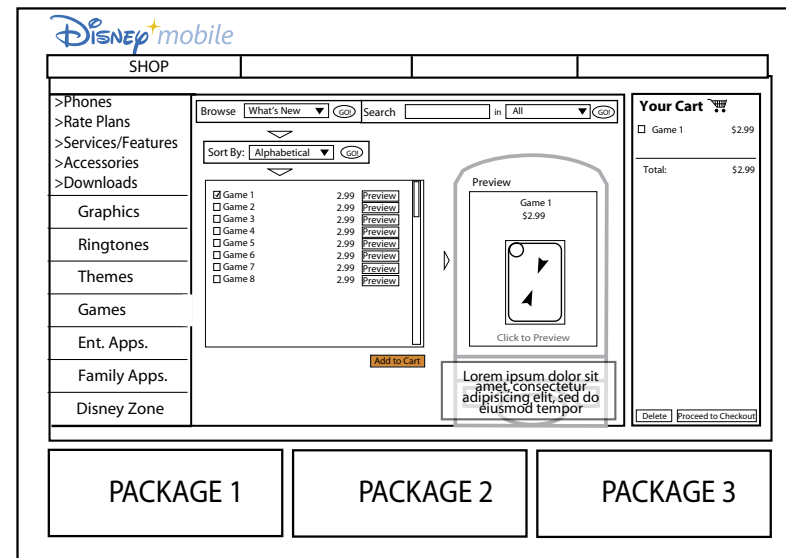 Disney mobile
SHOP
>Phones
>Rate Plans
>Services/Features
>Accessories
>Downloads
Graphics
Ringtones
Themes
Games
Ent. Apps.
Family Apps.
Disney Zone
Browse What's New GO! Search in All GO!
Sort By: Alphabetical GO!
Game 1 2.99 Preview
Game 2 2.99 Preview
Game 3 2.99 Preview
Game 4 2.99 Preview
Game 5 2.99 Preview
Game 6 2.99 Preview
Game 7 2.99 Preview
Game 8 2.99 Preview
Add to Cart
Preview
Game 1
$2.99
Click to Preview
Lorem ipsum dolor sit
amet, consectetur
adipisicing elit, sed do
eiusmod tempor
Your Cart
Game 1 $2.99
Total: $2.99
Delete Proceed to Checkout
PACKAGE 1
PACKAGE 2
PACKAGE 3